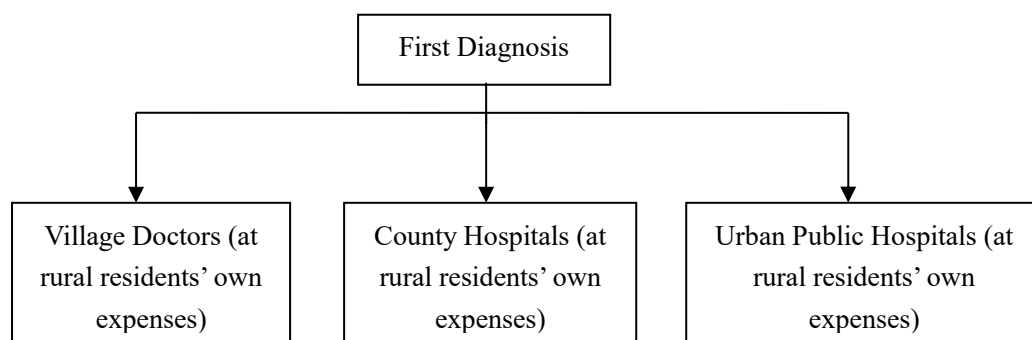 First Diagnosis
Village Doctors (at
rural residents’ own
expenses)
County Hospitals (at
rural residents’ own
expenses)
Urban Public Hospitals (at
rural residents’ own
expenses)